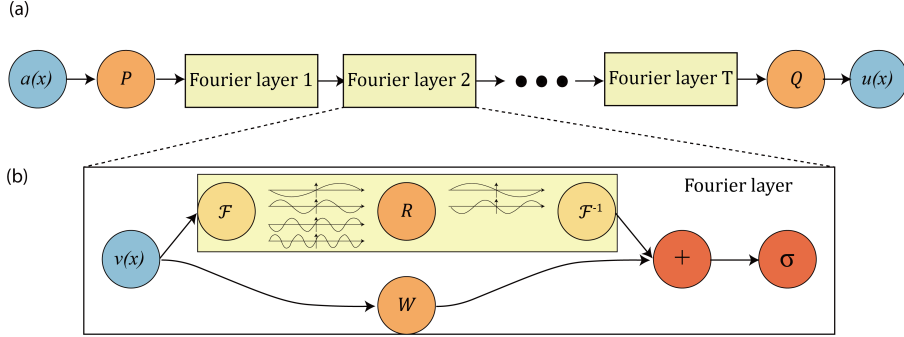 (a)
a(x) P Fourier layer 1 Fourier layer 2 Fourier layer T Q u(x)
(b)
Fourier layer
ℱ R ℱ⁻¹
v(x) + σ
W